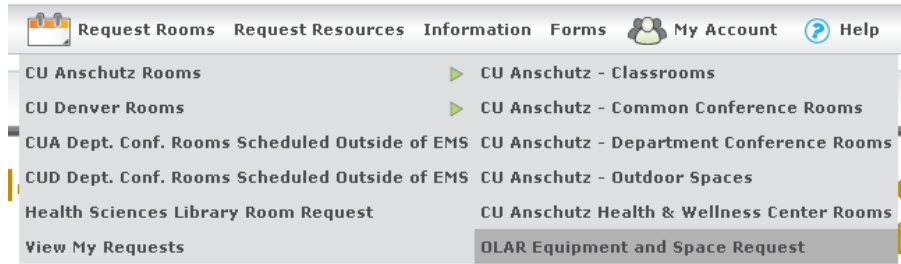 Request Rooms Request Resources Information Forms My Account ? Help
CU Anschutz Rooms
CU Denver Rooms
CUA Dept. Conf. Rooms Scheduled Outside of EMS
CUD Dept. Conf. Rooms Scheduled Outside of EMS
Health Sciences Library Room Request
View My Requests
CU Anschutz - Classrooms
CU Anschutz - Common Conference Rooms
CU Anschutz - Department Conference Rooms
CU Anschutz - Outdoor Spaces
CU Anschutz Health & Wellness Center Rooms
OLAR Equipment and Space Request